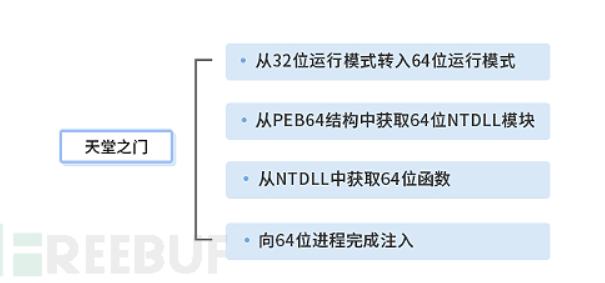 从32位运行模式转入64位运行模式
从PEB64结构中获取64位NTDLL模块
天堂之门
从NTDLL中获取64位函数
向64位进程完成注入
FREEBUF